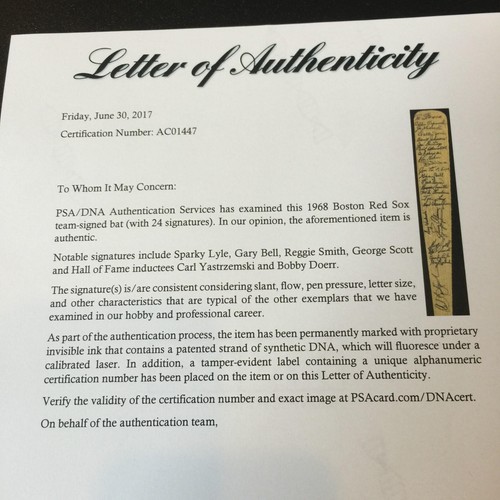 Letter of Authenticity
Friday, June 30, 2017
Certification Number: AC01447
To Whom It May Concern:
PSA/DNA Authentication Services has examined this 1968 Boston Red Sox
team-signed bat (with 24 signatures). In our opinion, the aforementioned item is
authentic.
Notable signatures include Sparky Lyle, Gary Bell, Reggie Smith, George Scott
and Hall of Fame inductees Carl Yastrzemski and Bobby Doerr.
The signature(s) is/are consistent considering slant, flow, pen pressure, letter size,
and other characteristics that are typical of the other exemplars that we have
examined in our hobby and professional career.
As part of the authentication process, the item has been permanently marked with proprietary
invisible ink that contains a patented strand of synthetic DNA, which will fluoresce under a
calibrated laser. In addition, a tamper-evident label containing a unique alphanumeric
certification number has been placed on the item or on this Letter of Authenticity.
Verify the validity of the certification number and exact image at PSAcard.com/DNAcert.
On behalf of the authentication team,